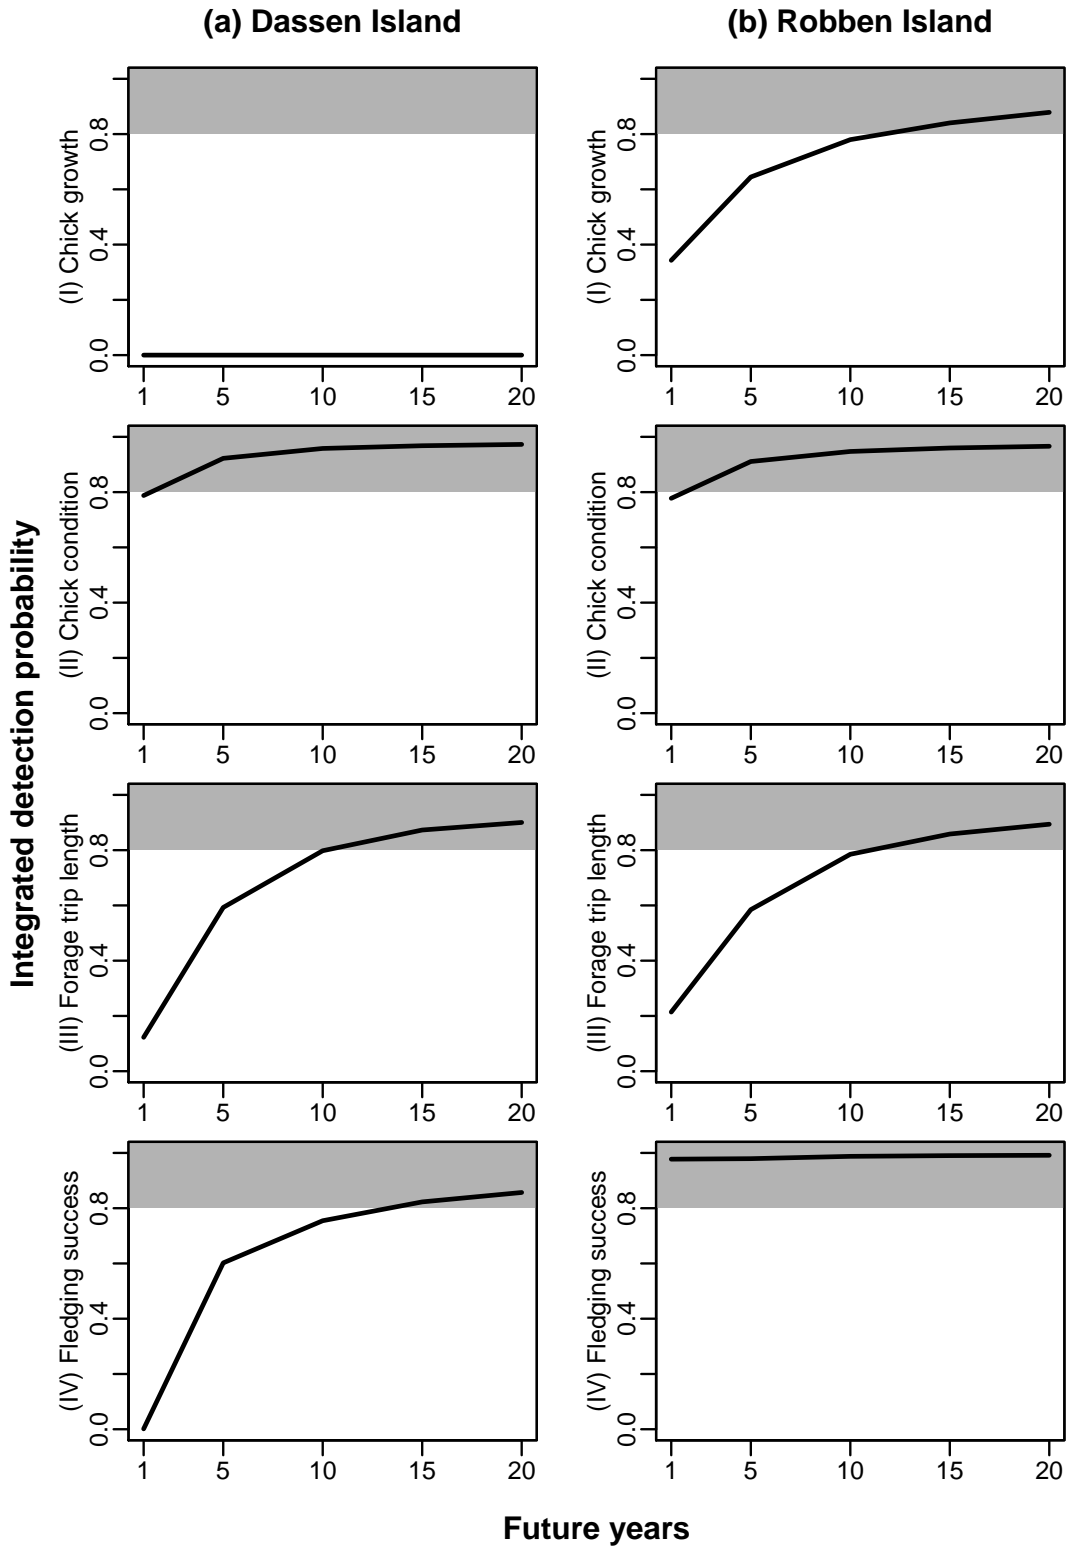 (a) Dassen Island
(b) Robben Island
Integrated detection probability
(I) Chick growth
0.0 0.4 0.8
1 5 10 15 20
(I) Chick growth
0.0 0.4 0.8
1 5 10 15 20
(II) Chick condition
0.0 0.4 0.8
1 5 10 15 20
(II) Chick condition
0.0 0.4 0.8
1 5 10 15 20
(III) Forage trip length
0.0 0.4 0.8
1 5 10 15 20
(III) Forage trip length
0.0 0.4 0.8
1 5 10 15 20
(IV) Fledging success
0.0 0.4 0.8
1 5 10 15 20
(IV) Fledging success
0.0 0.4 0.8
1 5 10 15 20
Future years